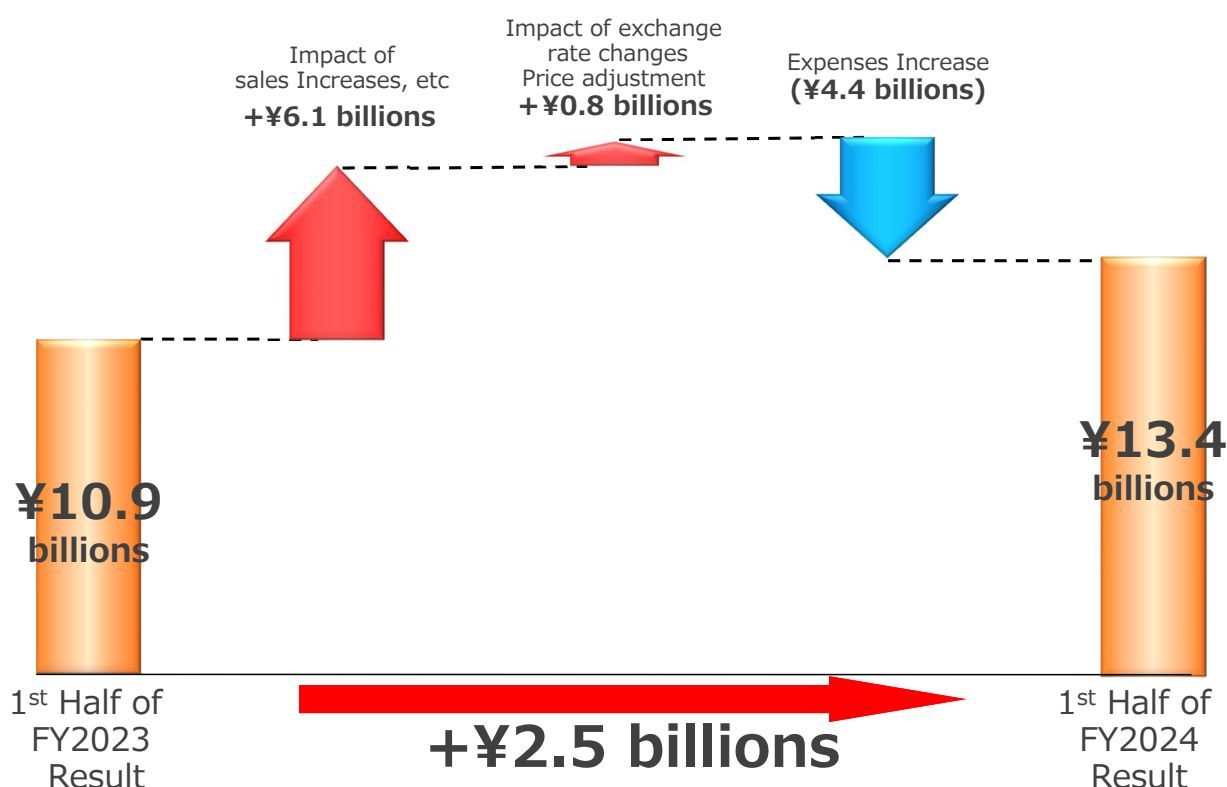 Impact of
sales Increases, etc
+¥6.1 billions
Impact of exchange
rate changes
Price adjustment
+¥0.8 billions
Expenses Increase
(¥4.4 billions)
¥10.9
billions
¥13.4
billions
1st Half of
FY2023
Result
+¥2.5 billions
1st Half of
FY2024
Result